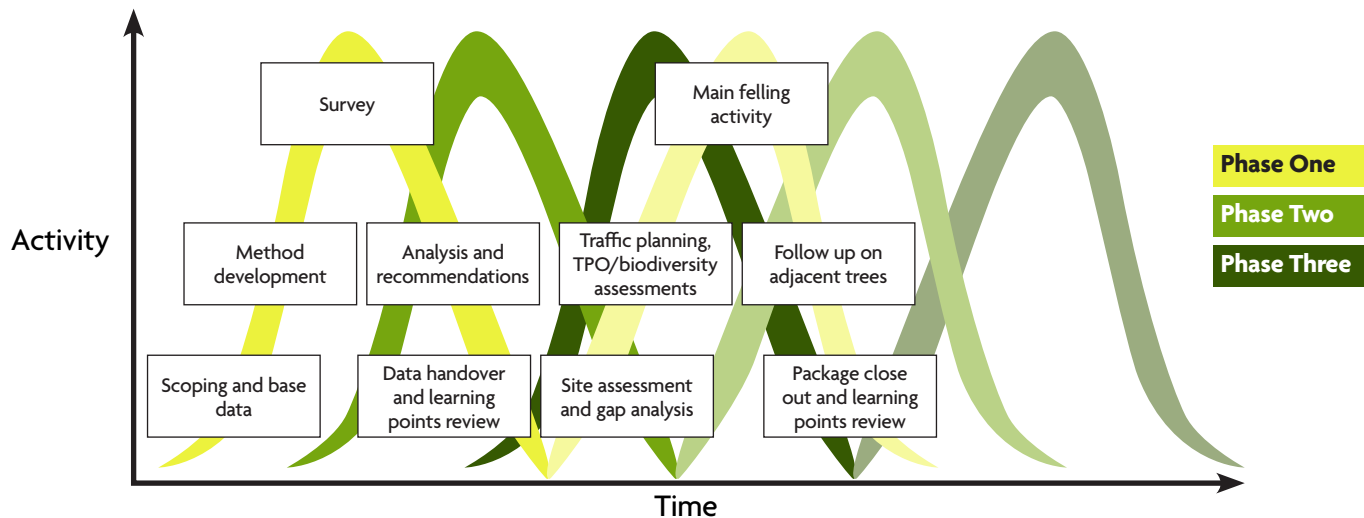 Survey
Main felling
activity
Phase One
Phase Two
Phase Three
Activity
Method
development
Analysis and
recommendations
Traffic planning,
TPO/biodiversity
assessments
Follow up on
adjacent trees
Scoping and base
data
Data handover
and learning
points review
Site assessment
and gap analysis
Package close
out and learning
points review
Time